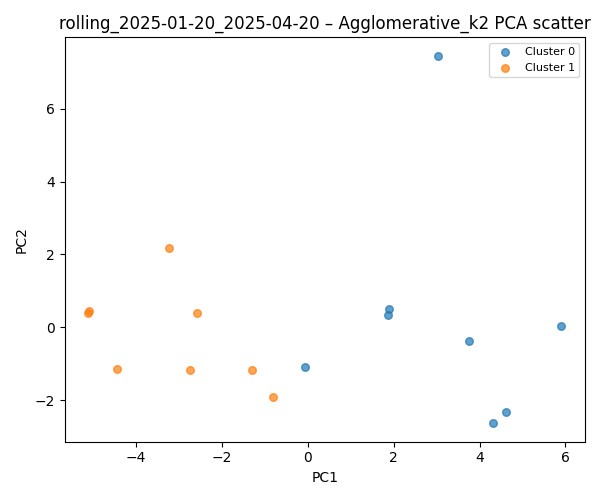 rolling_2025-01-20_2025-04-20 – Agglomerative_k2 PCA scatter
Cluster 0
Cluster 1
6
4
2
0
−2
PC2
−4
−2
0
2
4
6
PC1